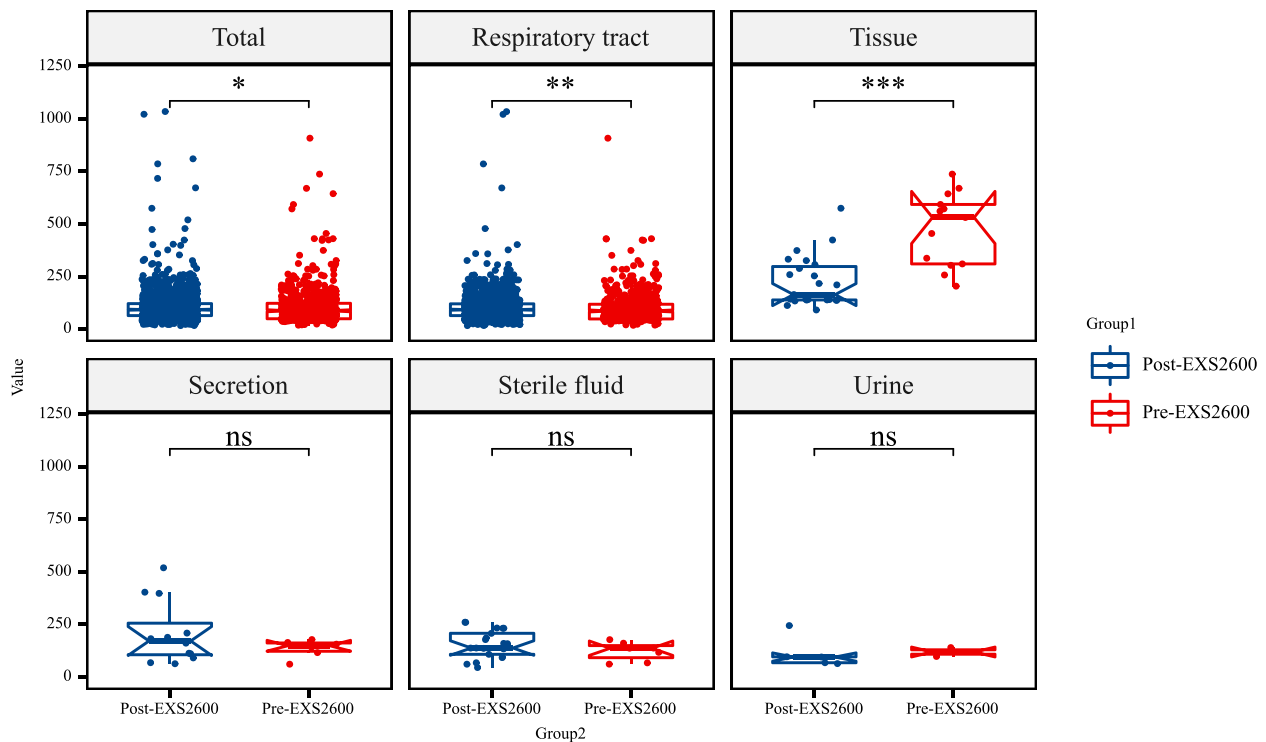 Total Respiratory tract Tissue
* ** ***
1250
1000
750
500
250
0
Value
Secretion Sterile fluid Urine
ns ns ns
1250
1000
750
500
250
0
Post-EXS2600 Pre-EXS2600 Post-EXS2600 Pre-EXS2600 Post-EXS2600 Pre-EXS2600
Group2
Group1
Post-EXS2600
Pre-EXS2600